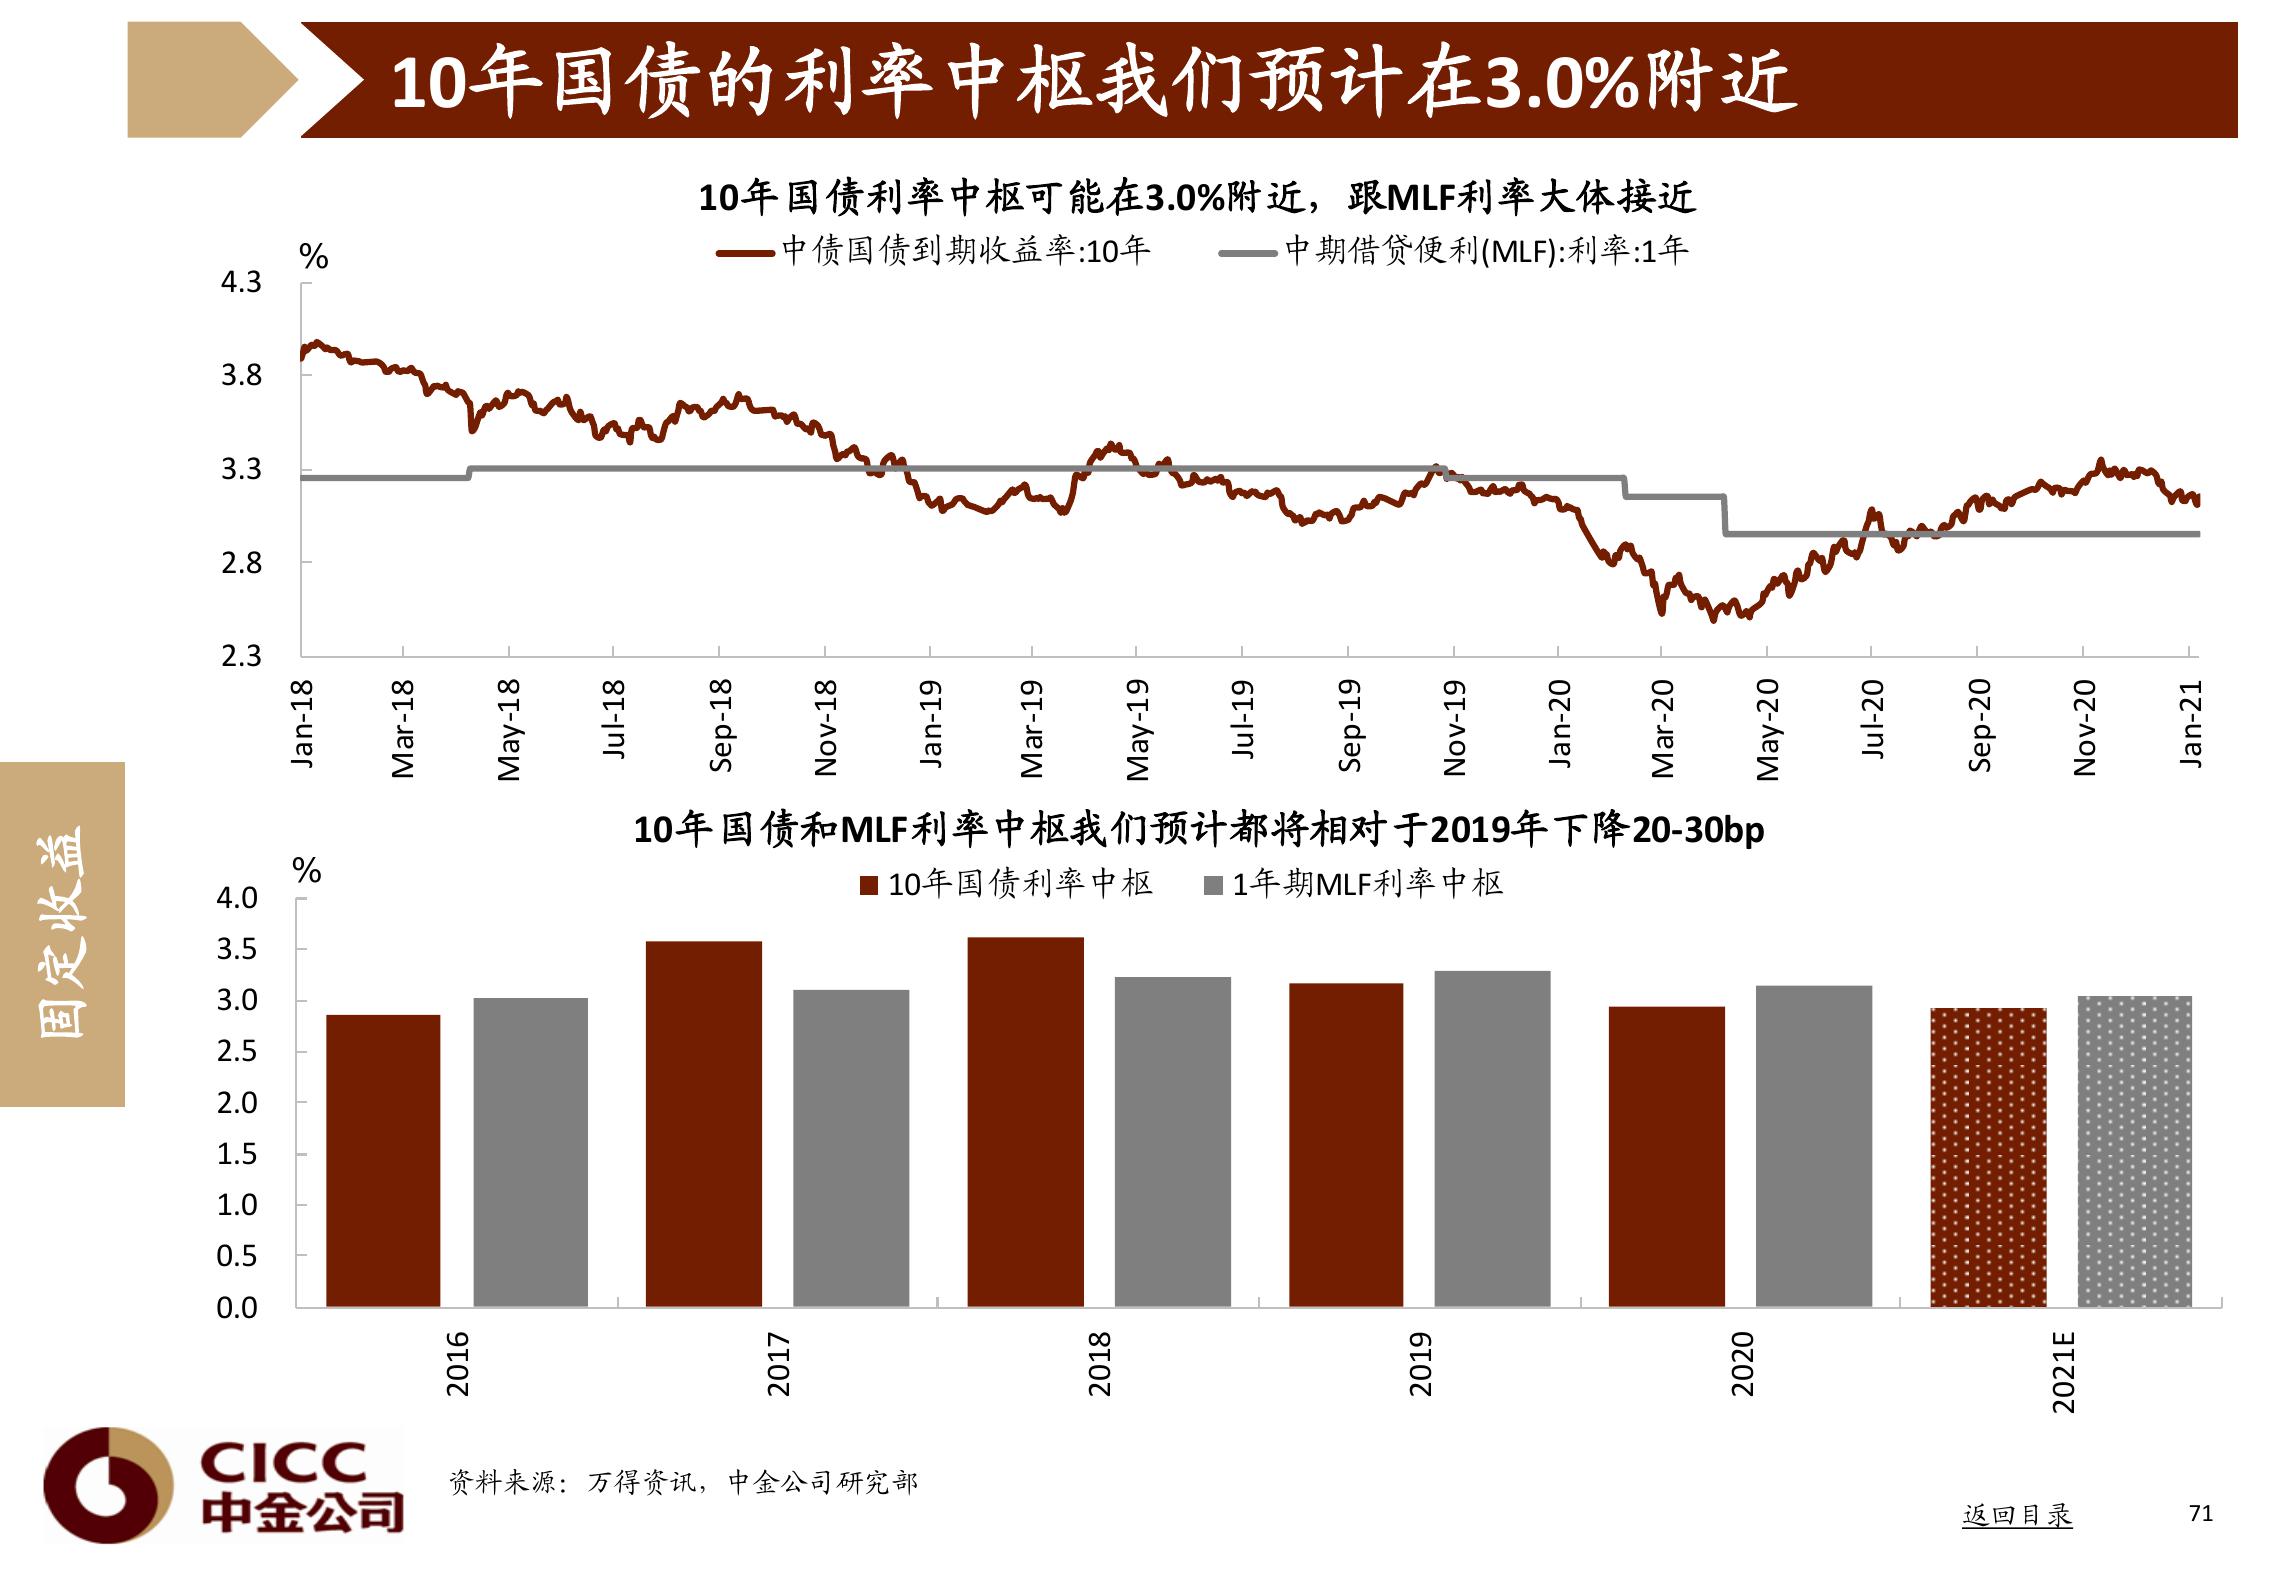 10年国债的利率中枢我们预计在3.0%附近
10年国债利率中枢可能在3.0%附近，跟MLF利率大体接近
%
中债国债到期收益率:10年
中期借贷便利(MLF):利率:1年
4.3
3.8
3.3
2.8
2.3
Jan-18
Mar-18
May-18
Jul-18
Sep-18
Nov-18
Jan-19
Mar-19
May-19
Jul-19
Sep-19
Nov-19
Jan-20
Mar-20
May-20
Jul-20
Sep-20
Nov-20
Jan-21
固定收益
10年国债和MLF利率中枢我们预计都将相对于2019年下降20-30bp
%
10年国债利率中枢
1年期MLF利率中枢
4.0
3.5
3.0
2.5
2.0
1.5
1.0
0.5
0.0
2016
2017
2018
2019
2020
2021E
CICC
中金公司
资料来源：万得资讯，中金公司研究部
返回目录
71